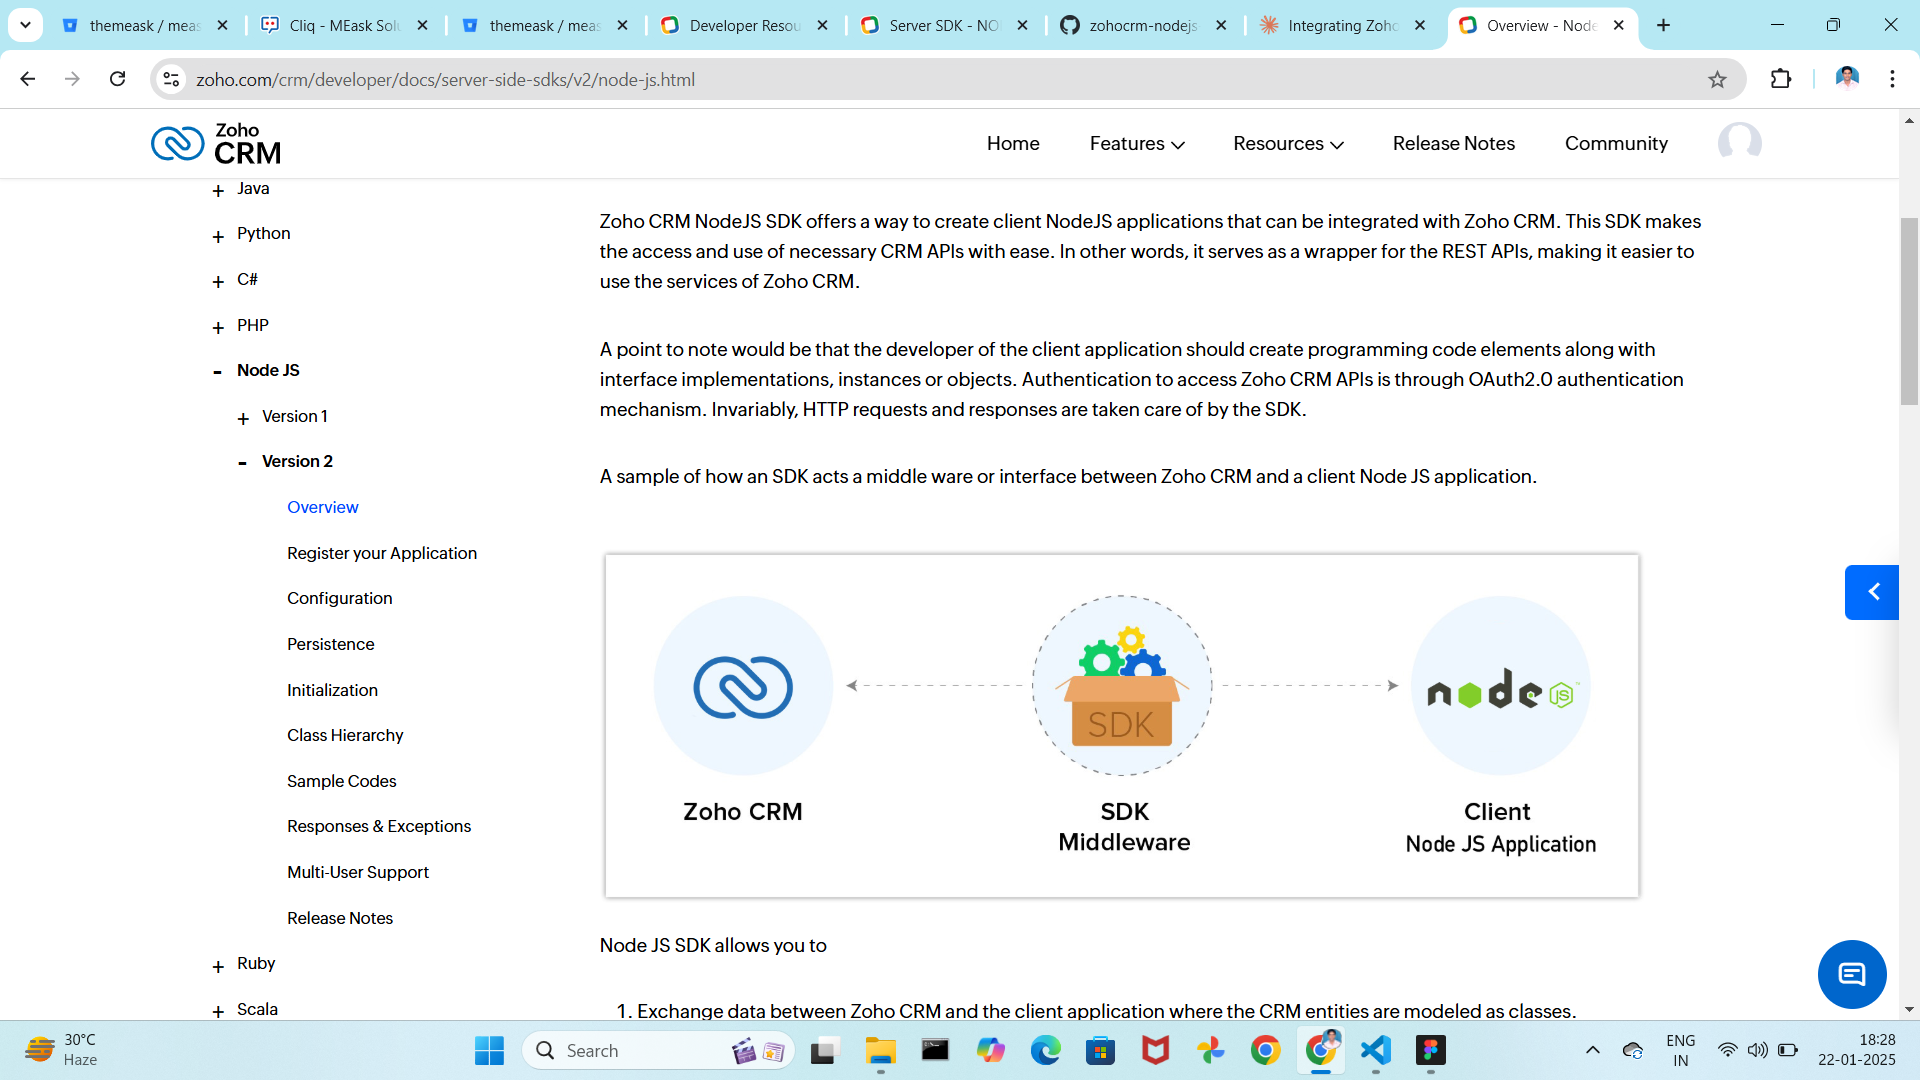 themeask / meas
Cliq - MEask Solu
themeask / meas
Developer Resou
Server SDK - NO
zohocrm-nodejs
Integrating Zoho
Overview - Node
zoho.com/crm/developer/docs/server-side-sdks/v2/node-js.html
Zoho
CRM
Home
Features
Resources
Release Notes
Community
+ Java
+ Python
+ C#
+ PHP
- Node JS
+ Version 1
- Version 2
Overview
Register your Application
Configuration
Persistence
Initialization
Class Hierarchy
Sample Codes
Responses & Exceptions
Multi-User Support
Release Notes
+ Ruby
+ Scala
Zoho CRM NodeJS SDK offers a way to create client NodeJS applications that can be integrated with Zoho CRM. This SDK makes
the access and use of necessary CRM APIs with ease. In other words, it serves as a wrapper for the REST APIs, making it easier to
use the services of Zoho CRM.
A point to note would be that the developer of the client application should create programming code elements along with
interface implementations, instances or objects. Authentication to access Zoho CRM APIs is through OAuth2.0 authentication
mechanism. Invariably, HTTP requests and responses are taken care of by the SDK.
A sample of how an SDK acts a middle ware or interface between Zoho CRM and a client Node JS application.
SDK
node JS
Zoho CRM
SDK
Middleware
Client
Node JS Application
Node JS SDK allows you to
1. Exchange data between Zoho CRM and the client application where the CRM entities are modeled as classes.
30°C
Haze
Search
ENG
IN
18:28
22-01-2025